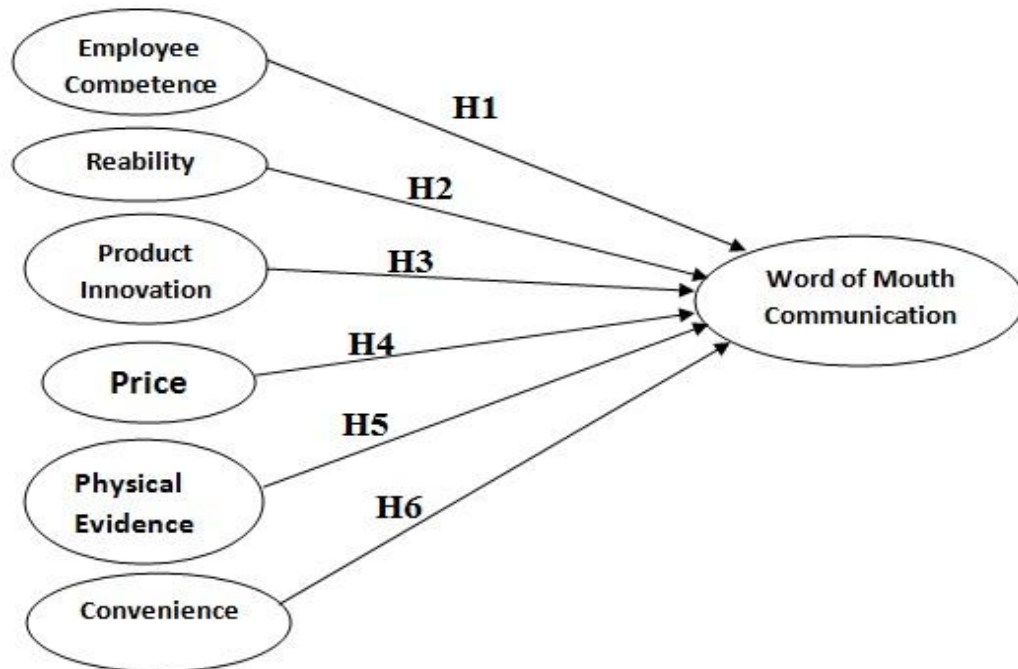 Employee
Competence
H1
Reability
H2
Product
Innovation
H3
Word of Mouth
Communication
Price
H4
Physical
Evidence
H5
Convenience
H6